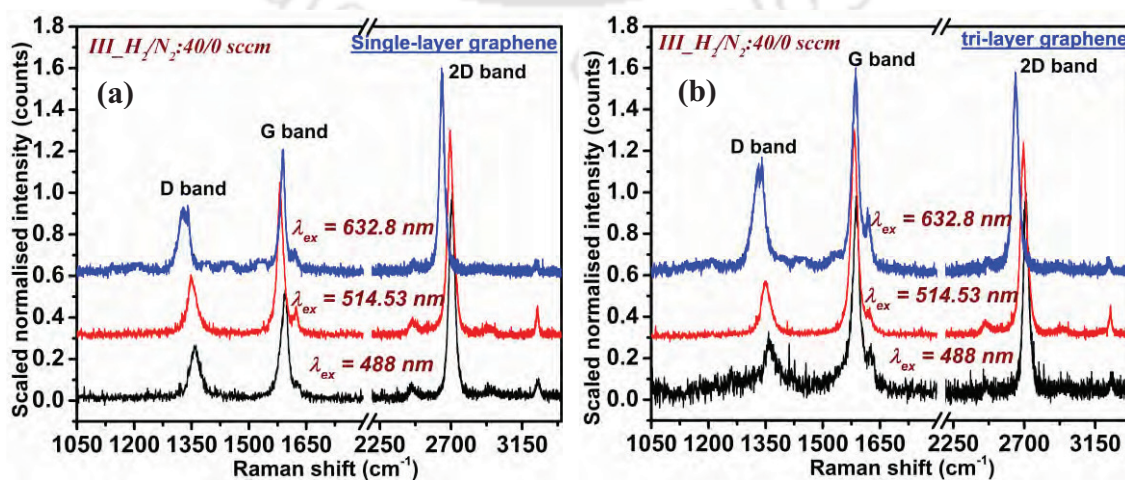 III_H2/N2:40/0 sccm
Single-layer graphene
(a)
2D band
G band
D band
λex = 632.8 nm
λex = 514.53 nm
λex = 488 nm
Scaled normalised intensity (counts)
1.8
1.6
1.4
1.2
1.0
0.8
0.6
0.4
0.2
0.0
1050 1350 1650 2250 2700 3150
Raman shift (cm-1)
III_H2/N2:40/0 sccm
tri-layer graphene
(b)
G band
2D band
D band
λex = 632.8 nm
λex = 514.53 nm
λex = 488 nm
Scaled normalised intensity (counts)
1.8
1.6
1.4
1.2
1.0
0.8
0.6
0.4
0.2
0.0
1050 1200 1350 1500 1650 2250 2700 3150
Raman shift (cm-1)